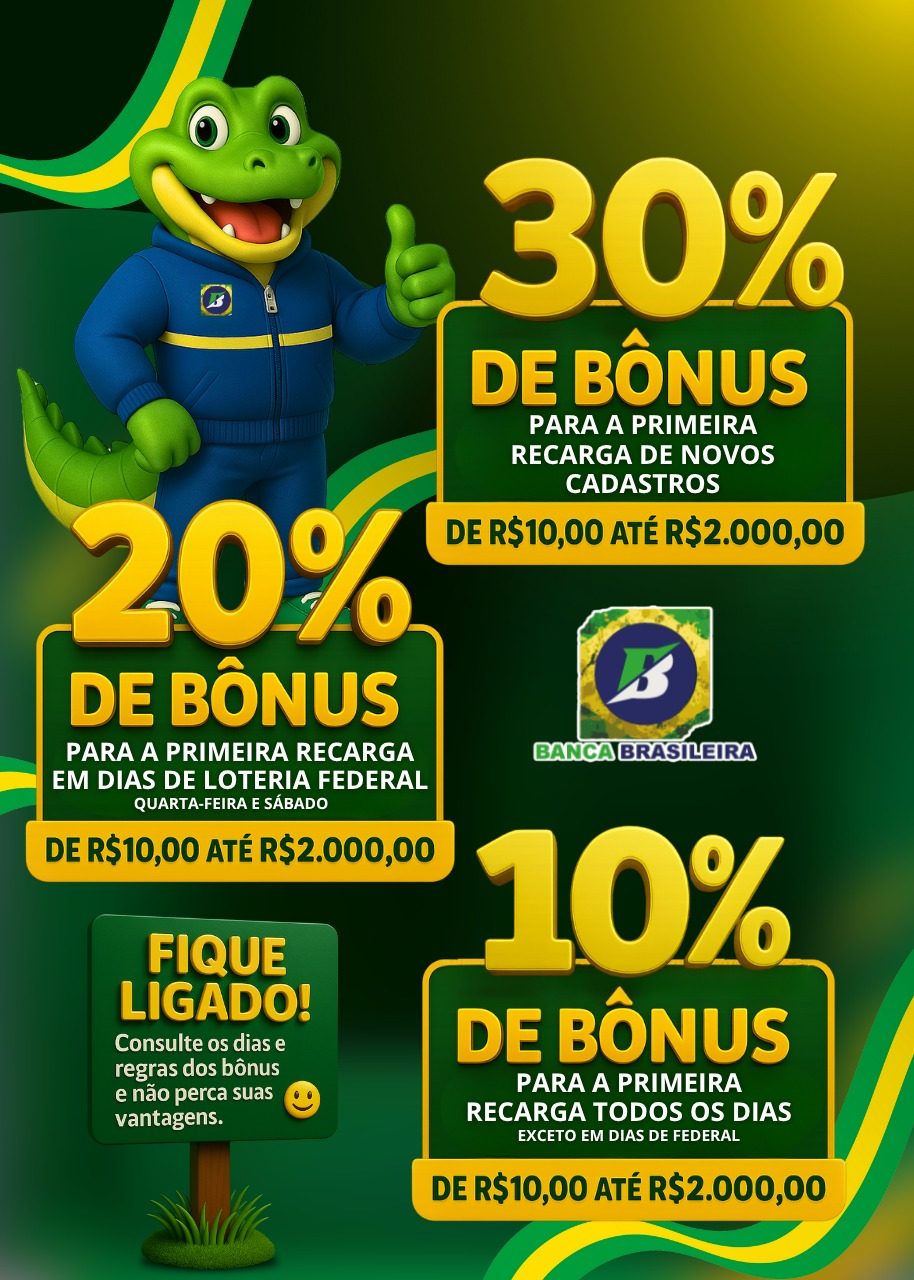 30%
DE BÔNUS
PARA A PRIMEIRA
RECARGA DE NOVOS
CADASTROS
DE R$10,00 ATÉ R$2.000,00
20%
DE BÔNUS
PARA A PRIMEIRA RECARGA
EM DIAS DE LOTERIA FEDERAL
QUARTA-FEIRA E SÁBADO
DE R$10,00 ATÉ R$2.000,00
B
BANCA BRASILEIRA
10%
DE BÔNUS
PARA A PRIMEIRA
RECARGA TODOS OS DIAS
EXCETO EM DIAS DE FEDERAL
DE R$10,00 ATÉ R$2.000,00
FIQUE
LIGADO!
Consulte os dias e
regras dos bônus
e não perca suas
vantagens.